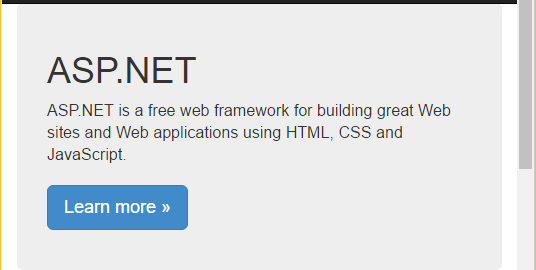 ASP.NET
ASP.NET is a free web framework for building great Web
sites and Web applications using HTML, CSS and
JavaScript.
Learn more »